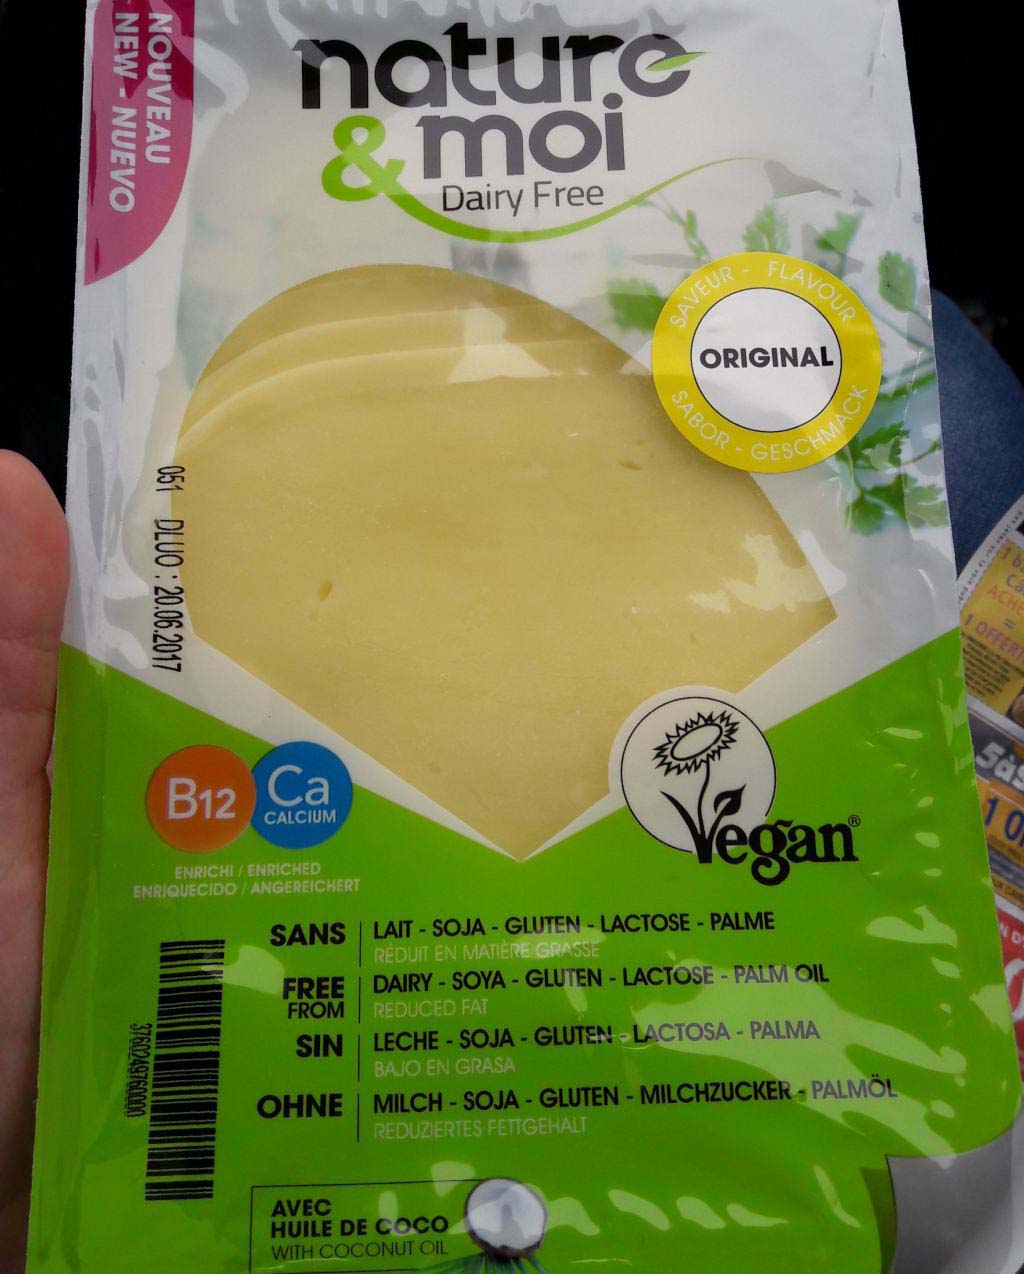 NOUVEAU
NEW - NUEVO
nature
& moi
Dairy Free
SAVEUR - FLAVOUR
ORIGINAL
SABOR - GESCHMACK
051 DLUO : 20.06.2017
B12
Ca
CALCIUM
ENRICHI / ENRICHED
ENRIQUECIDO / ANGEREICHERT
Vegan®
SANS LAIT - SOJA - GLUTEN - LACTOSE - PALME
RÉDUIT EN MATIÈRE GRASSE
FREE FROM DAIRY - SOYA - GLUTEN - LACTOSE - PALM OIL
REDUCED FAT
SIN LECHE - SOJA - GLUTEN - LACTOSA - PALMA
BAJO EN GRASA
OHNE MILCH - SOJA - GLUTEN - MILCHZUCKER - PALMÖL
REDUZIERTES FETTGEHALT
3760249760000
AVEC
HUILE DE COCO
WITH COCONUT OIL